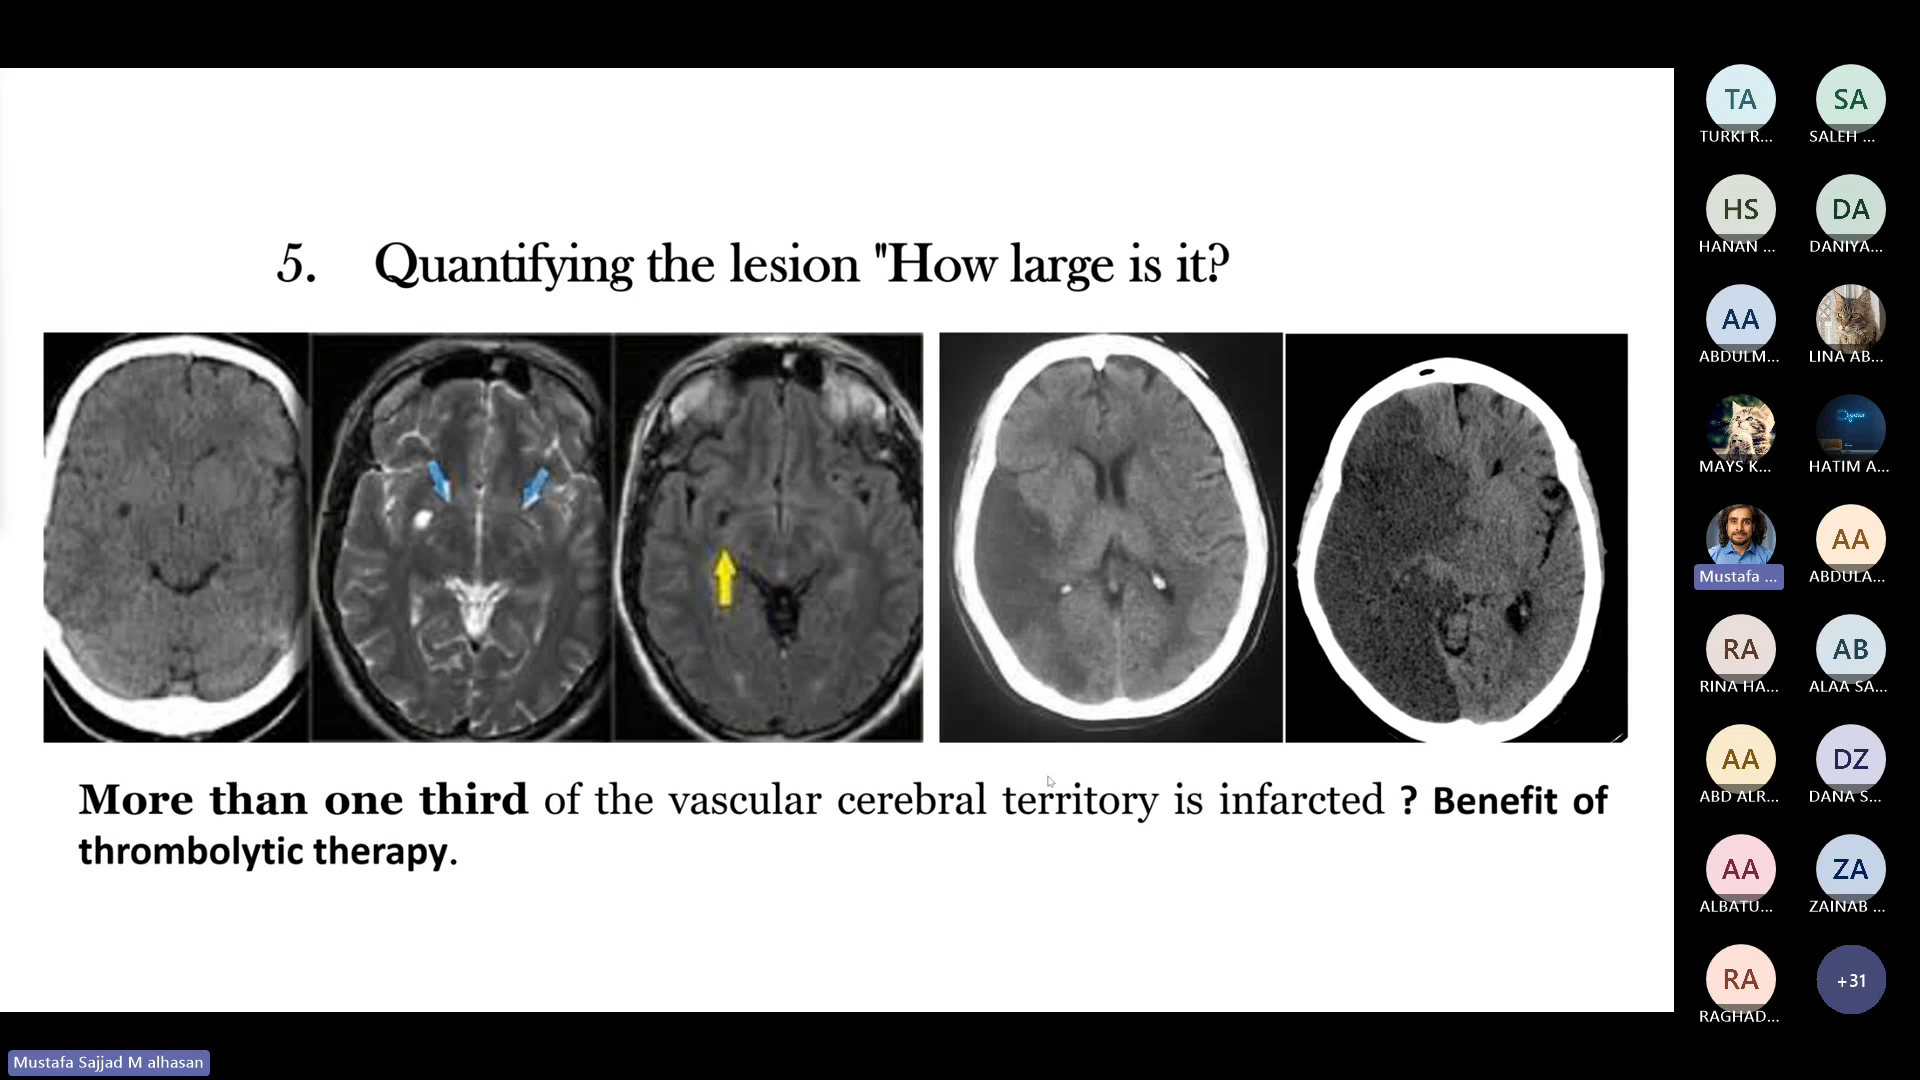 5. Quantifying the lesion "How large is it?
More than one third of the vascular cerebral territory is infarcted ? Benefit of
thrombolytic therapy.
TA SA
TURKI R... SALEH ...
HS DA
HANAN ... DANIYA...
AA
ABDULM... LINA AB...
MAYS K... HATIM A...
AA
Mustafa ... ABDULA...
RA AB
RINA HA... ALAA SA...
AA DZ
ABD ALR... DANA S...
AA ZA
ALBATU... ZAINAB ...
RA +31
RAGHAD...
Mustafa Sajjad M alhasan